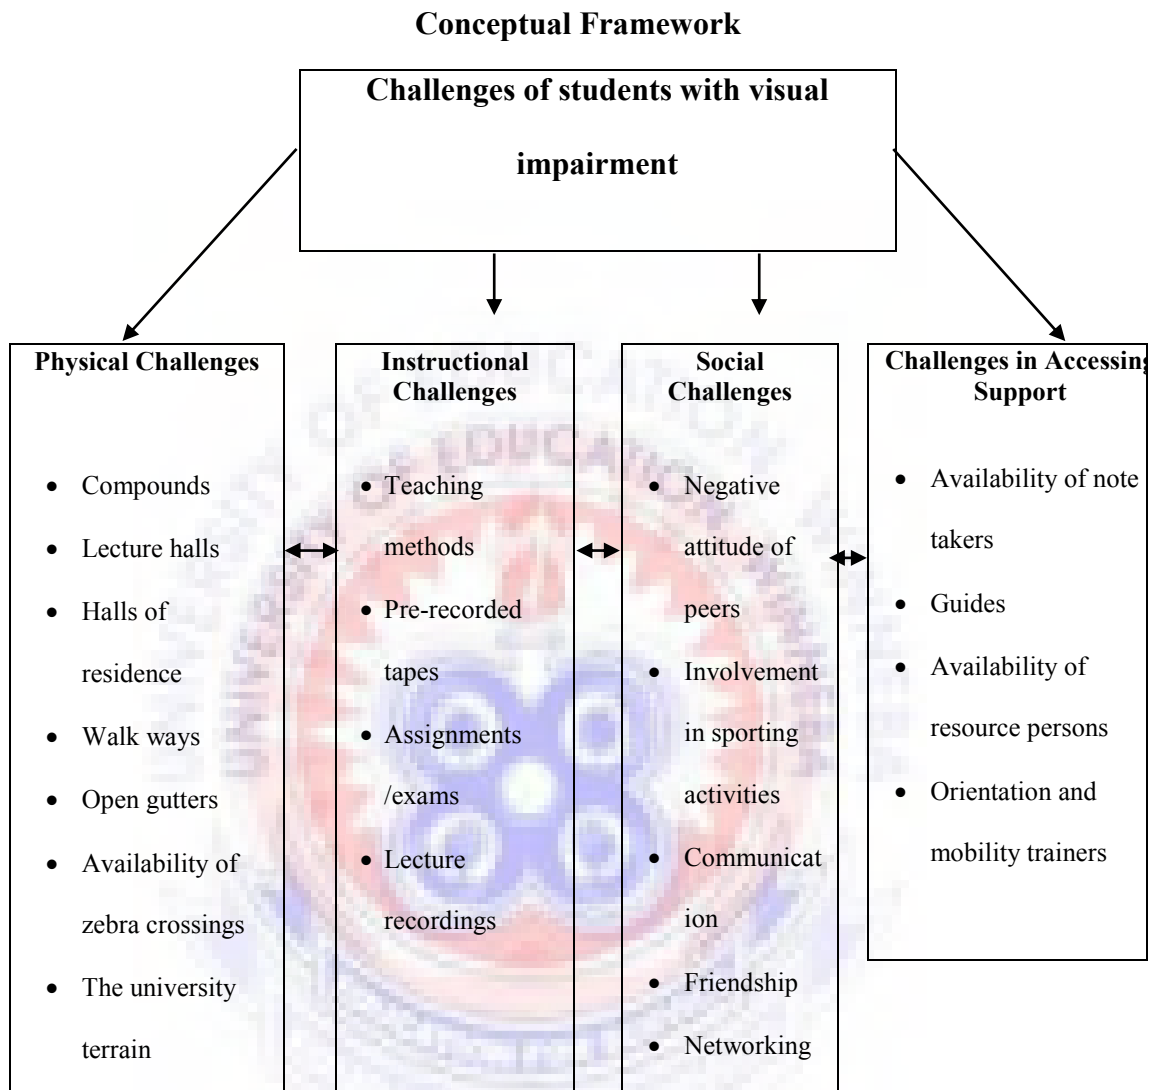 Conceptual Framework
Challenges of students with visual
impairment
Physical Challenges
• Compounds
• Lecture halls
• Halls of
residence
• Walk ways
• Open gutters
• Availability of
zebra crossings
• The university
terrain
Instructional
Challenges
• Teaching
methods
• Pre-recorded
tapes
• Assignments
/exams
• Lecture
recordings
Social
Challenges
• Negative
attitude of
peers
• Involvement
in sporting
activities
• Communicat
ion
• Friendship
• Networking
Challenges in Accessing
Support
• Availability of note
takers
• Guides
• Availability of
resource persons
• Orientation and
mobility trainers
UNIVERSITY OF EDUCATION